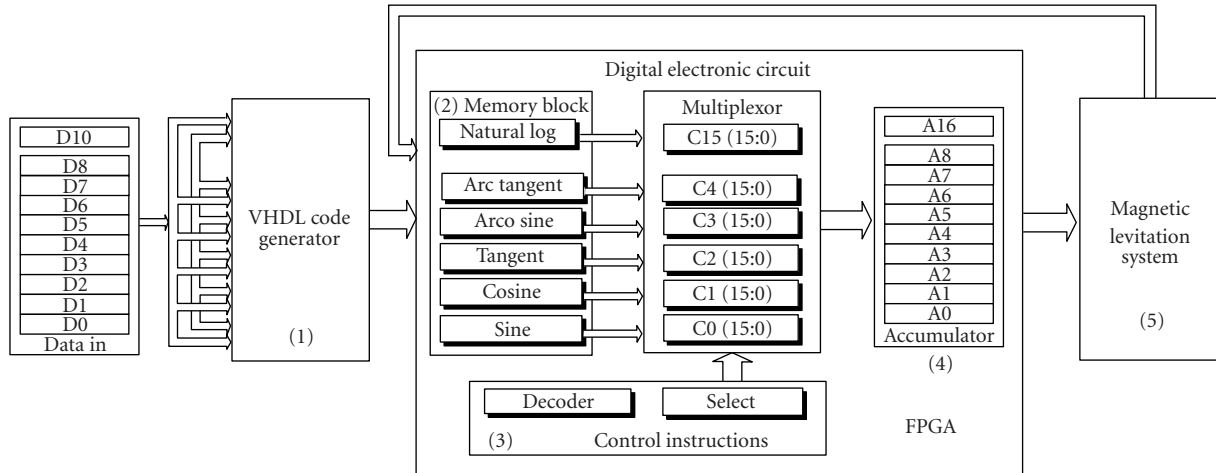 Digital electronic circuit
D10
D8
D7
D6
D5
D4
D3
D2
D1
D0
Data in
VHDL code
generator
(1)
(2) Memory block
Natural log
Arc tangent
Arco sine
Tangent
Cosine
Sine
Multiplexor
C15 (15:0)
C4 (15:0)
C3 (15:0)
C2 (15:0)
C1 (15:0)
C0 (15:0)
Decoder
Select
(3)
Control instructions
A16
A8
A7
A6
A5
A4
A3
A2
A1
A0
Accumulator
(4)
FPGA
Magnetic
levitation
system
(5)